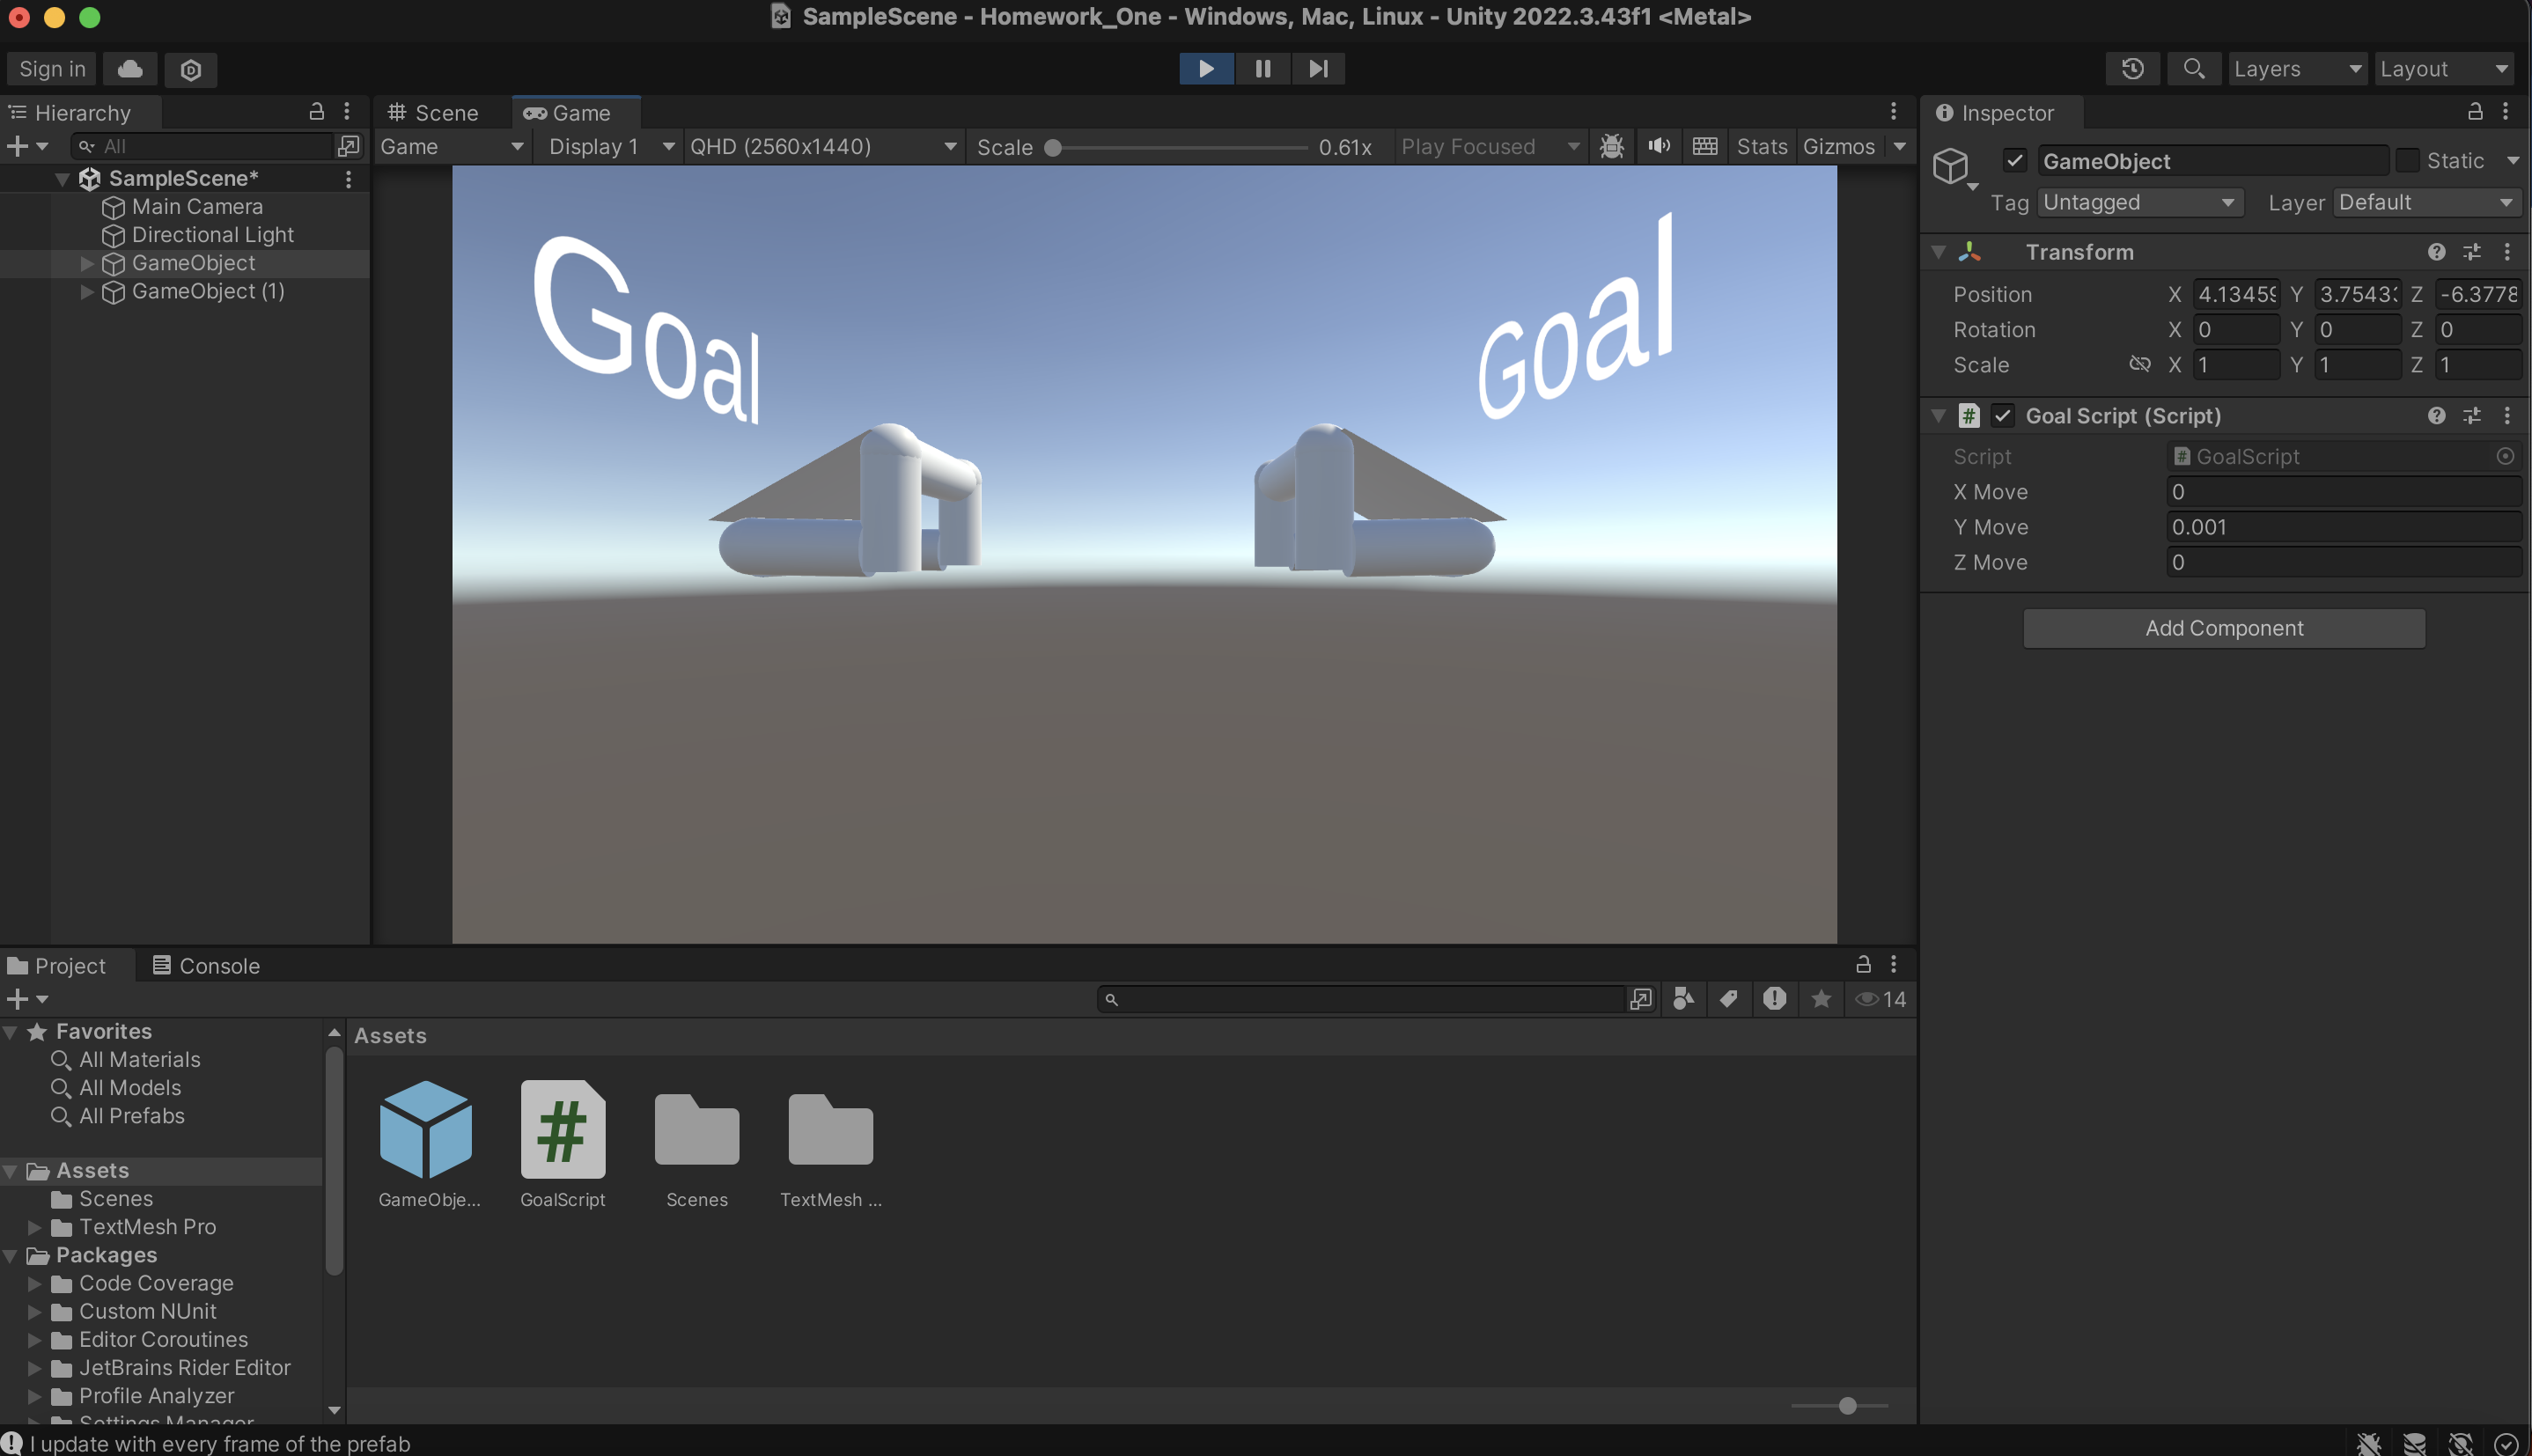 SampleScene - Homework_One - Windows, Mac, Linux - Unity 2022.3.43f1 <Metal>
Sign in
Layers
Layout
Hierarchy
All
SampleScene*
Main Camera
Directional Light
GameObject
GameObject (1)
Scene
Game
Game
Display 1
QHD (2560x1440)
Scale
0.61x
Play Focused
Stats
Gizmos
Goal
Goal
Inspector
GameObject
Static
Tag
Untagged
Layer
Default
Transform
Position X 4.13459 Y Z -6.3778
Rotation X 0 Y 0 Z 0
Scale X 1 Y 1 Z 1
# Goal Script (Script)
Script # GoalScript
X Move 0
Y Move 0.001
Z Move 0
Add Component
Project
Console
14
Favorites
All Materials
All Models
All Prefabs
Assets
Scenes
TextMesh Pro
Packages
Code Coverage
Custom NUnit
Editor Coroutines
JetBrains Rider Editor
Profile Analyzer
Settings Manager
Assets
GameObje...
#
GoalScript
Scenes
TextMesh ...
I update with every frame of the prefab